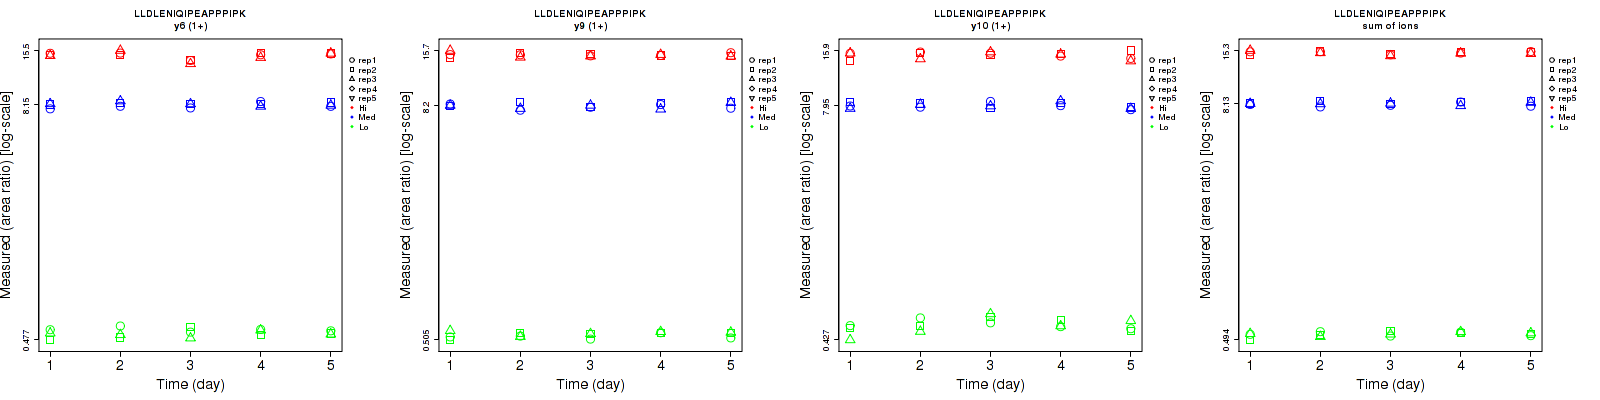 LLDLENIQIPEAPPPIPK
y6 (1+)
Measured (area ratio) [log-scale]
15.5
8.15
0.477
1 2 3 4 5
Time (day)
rep1
rep2
rep3
rep4
rep5
Hi
Med
Lo
LLDLENIQIPEAPPPIPK
y9 (1+)
Measured (area ratio) [log-scale]
15.7
8.2
0.505
1 2 3 4 5
Time (day)
rep1
rep2
rep3
rep4
rep5
Hi
Med
Lo
LLDLENIQIPEAPPPIPK
y10 (1+)
Measured (area ratio) [log-scale]
15.9
7.95
0.427
1 2 3 4 5
Time (day)
rep1
rep2
rep3
rep4
rep5
Hi
Med
Lo
LLDLENIQIPEAPPPIPK
sum of ions
Measured (area ratio) [log-scale]
15.3
8.13
0.494
1 2 3 4 5
Time (day)
rep1
rep2
rep3
rep4
rep5
Hi
Med
Lo